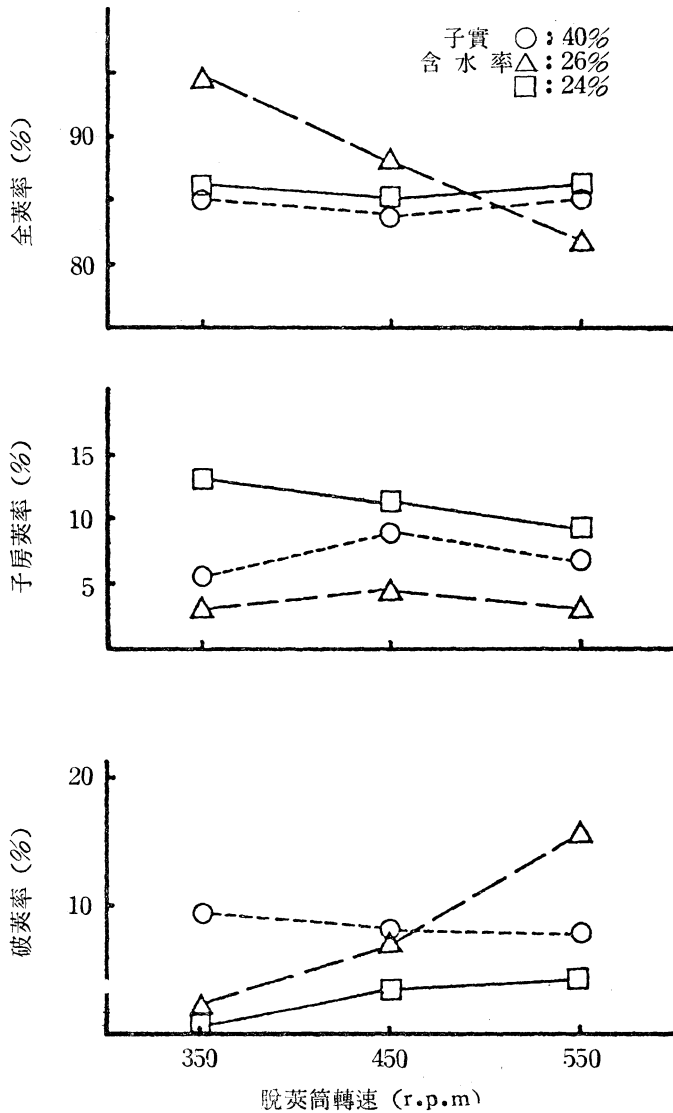 子實 ○ : 40%
含水率 △ : 26%
□ : 24%
全莢率 (%)
90
80
子房莢率 (%)
15
10
5
破莢率 (%)
20
10
350 450 550
脫莢筒轉速 (r.p.m)